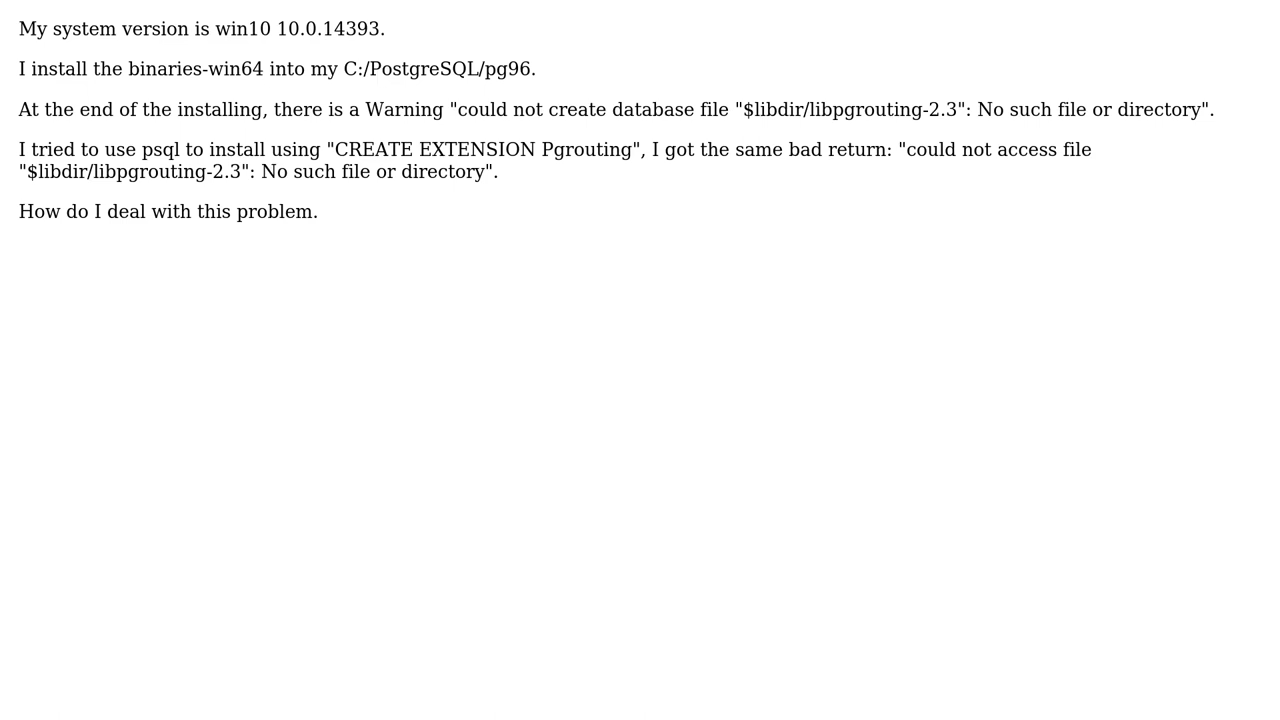 My system version is win10 10.0.14393.
I install the binaries-win64 into my C:/PostgreSQL/pg96.
At the end of the installing, there is a Warning "could not create database file "$libdir/libpgrouting-2.3": No such file or directory".
I tried to use psql to install using "CREATE EXTENSION Pgrouting", I got the same bad return: "could not access file
"$libdir/libpgrouting-2.3": No such file or directory".
How do I deal with this problem.